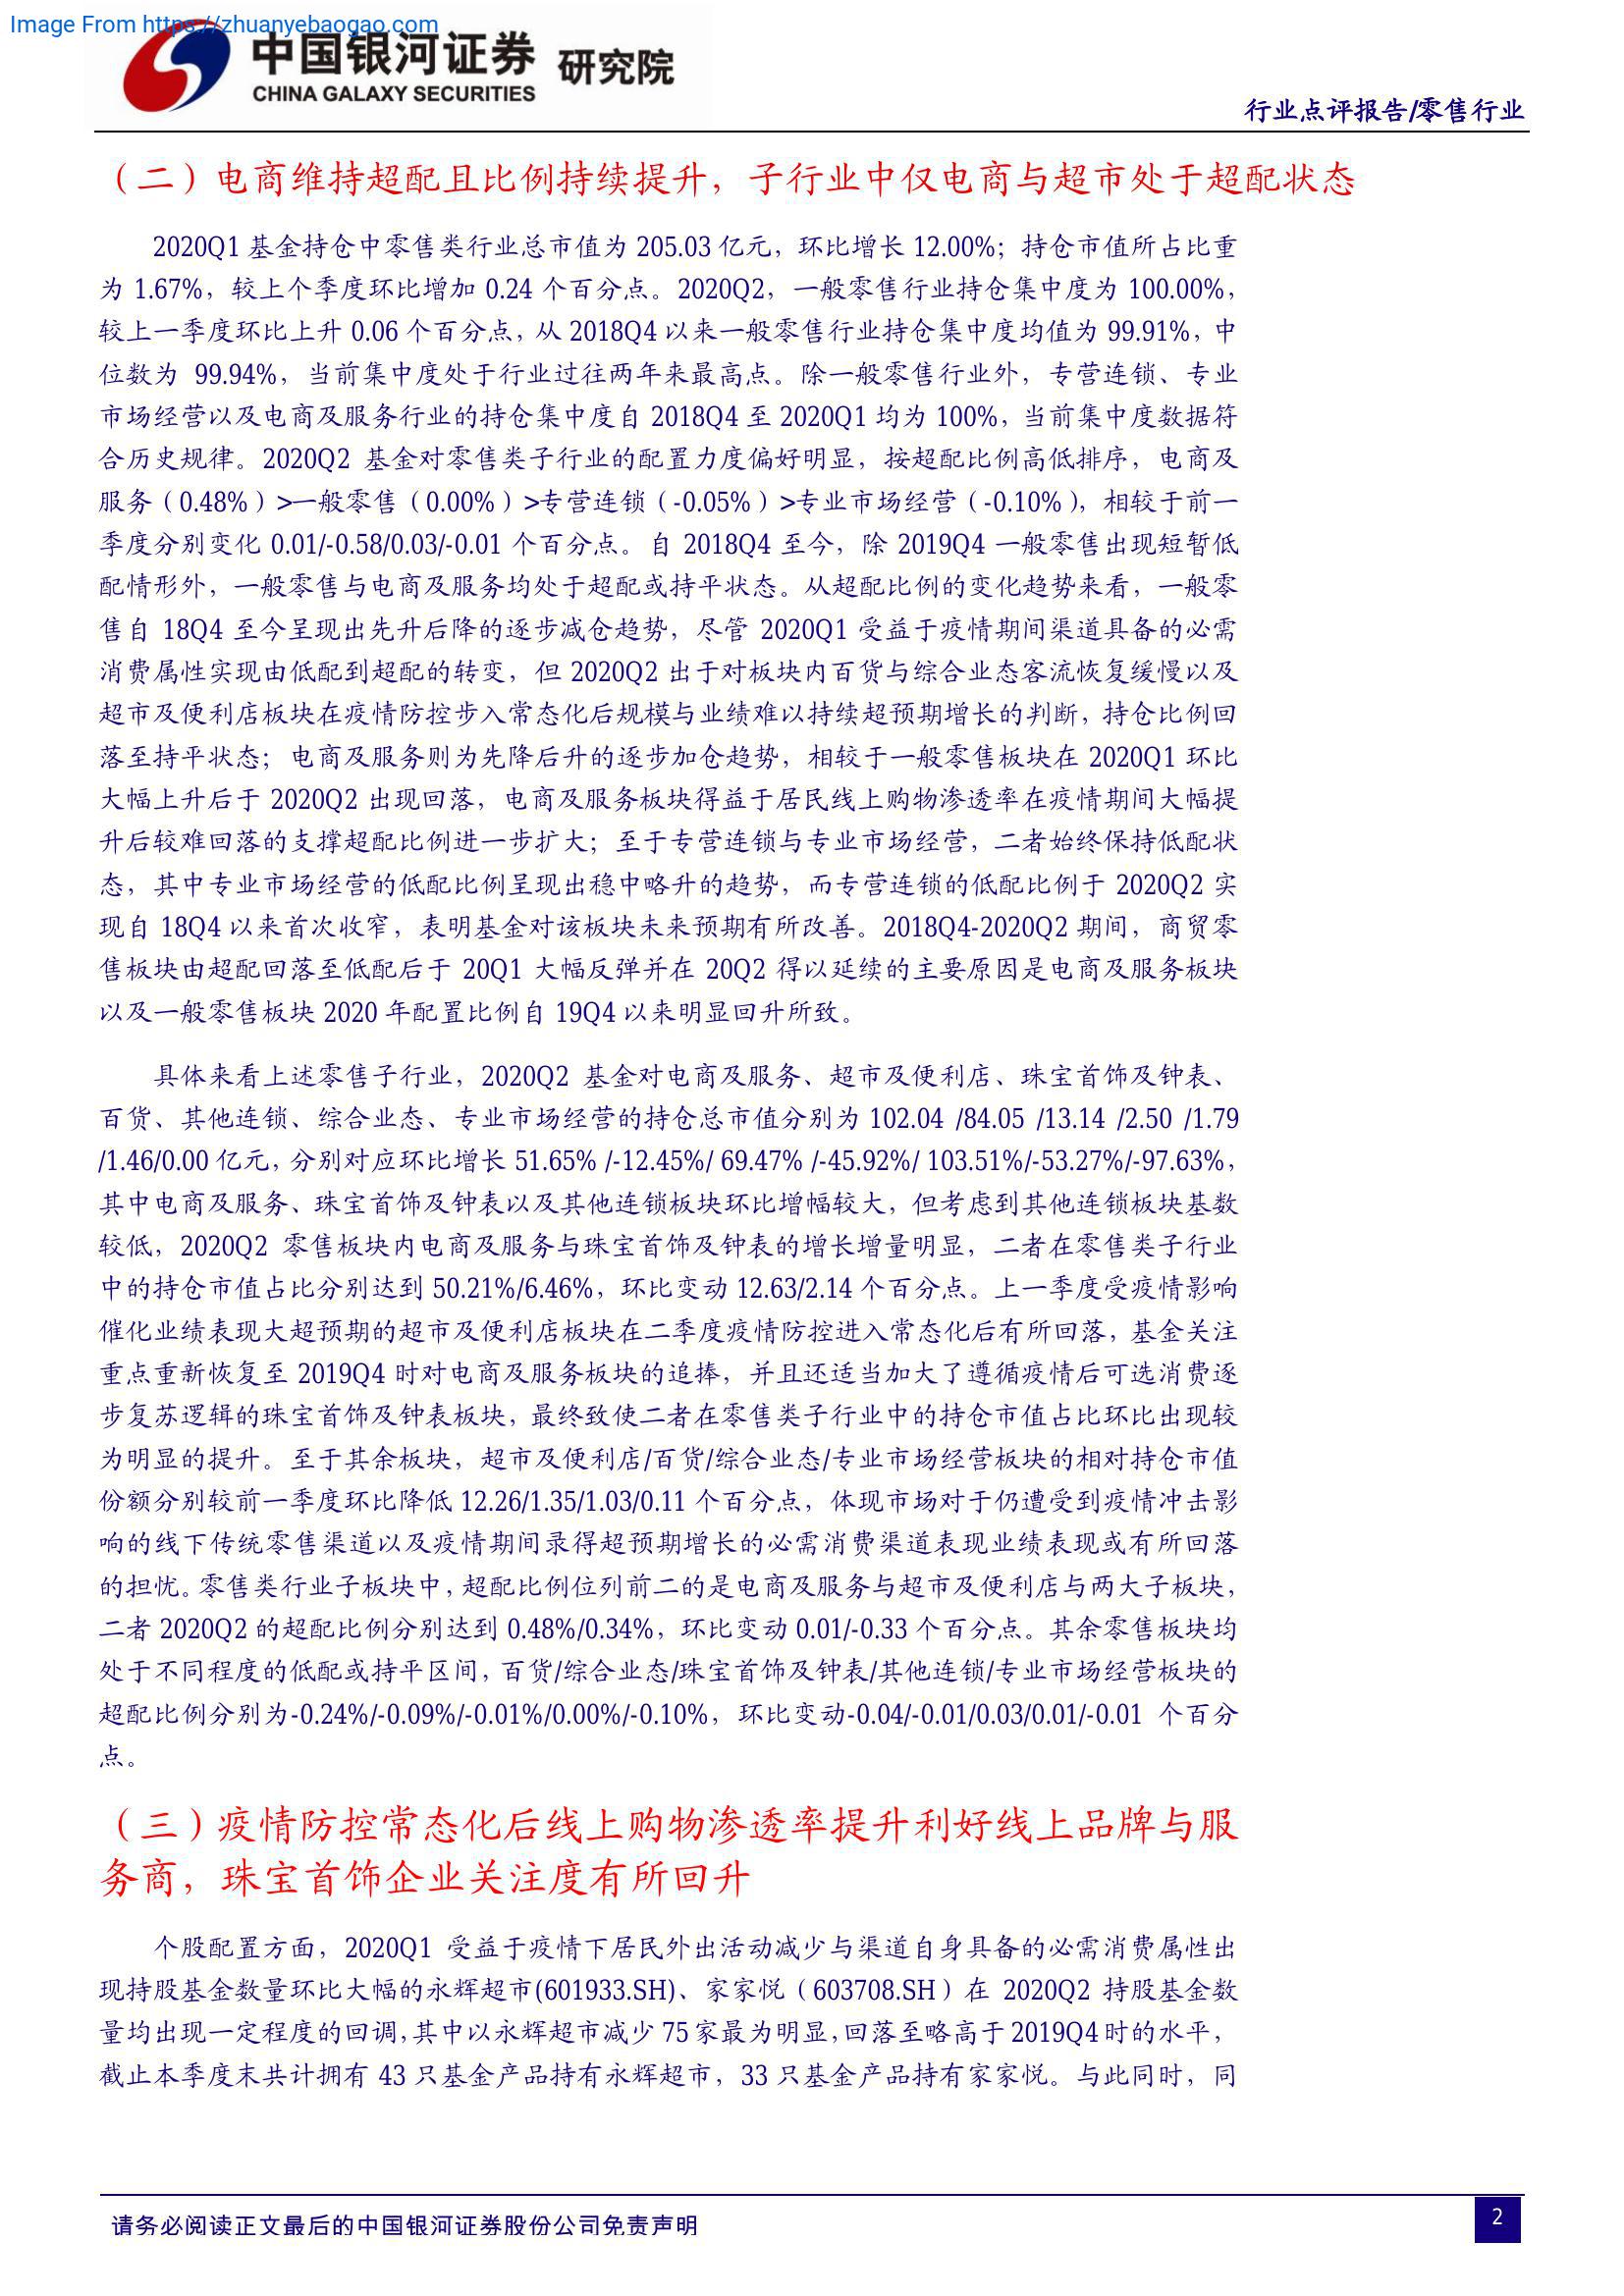 Image From https://zhuanyebaogao.com
中国银河证券 研究院
CHINA GALAXY SECURITIES
行业点评报告/零售行业
（二）电商维持超配且比例持续提升，子行业中仅电商与超市处于超配状态
2020Q1 基金持仓中零售类行业总市值为 205.03 亿元，环比增长 12.00%；持仓市值所占比重
为 1.67%，较上个季度环比增加 0.24 个百分点。2020Q2，一般零售行业持仓集中度为 100.00%，
较上一季度环比上升 0.06 个百分点，从 2018Q4 以来一般零售行业持仓集中度均值为 99.91%，中
位数为 99.94%，当前集中度处于行业过往两年来最高点。除一般零售行业外，专营连锁、专业
市场经营以及电商及服务行业的持仓集中度自 2018Q4 至 2020Q1 均为 100%，当前集中度数据符
合历史规律。2020Q2 基金对零售类子行业的配置力度偏好明显，按超配比例高低排序，电商及
服务（0.48%）>一般零售（0.00%）>专营连锁（-0.05%）>专业市场经营（-0.10%），相较于前一
季度分别变化 0.01/-0.58/0.03/-0.01 个百分点。自 2018Q4 至今，除 2019Q4 一般零售出现短暂低
配情形外，一般零售与电商及服务均处于超配或持平状态。从超配比例的变化趋势来看，一般零
售自 18Q4 至今呈现出先升后降的逐步减仓趋势，尽管 2020Q1 受益于疫情期间渠道具备的必需
消费属性实现由低配到超配的转变，但 2020Q2 出于对板块内百货与综合业态客流恢复缓慢以及
超市及便利店板块在疫情防控步入常态化后规模与业绩难以持续超预期增长的判断，持仓比例回
落至持平状态；电商及服务则为先降后升的逐步加仓趋势，相较于一般零售板块在 2020Q1 环比
大幅上升后于 2020Q2 出现回落，电商及服务板块得益于居民线上购物渗透率在疫情期间大幅提
升后较难回落的支撑超配比例进一步扩大；至于专营连锁与专业市场经营，二者始终保持低配状
态，其中专业市场经营的低配比例呈现出稳中略升的趋势，而专营连锁的低配比例于 2020Q2 实
现自 18Q4 以来首次收窄，表明基金对该板块未来预期有所改善。2018Q4-2020Q2 期间，商贸零
售板块由超配回落至低配后于 20Q1 大幅反弹并在 20Q2 得以延续的主要原因是电商及服务板块
以及一般零售板块 2020 年配置比例自 19Q4 以来明显回升所致。
具体来看上述零售子行业，2020Q2 基金对电商及服务、超市及便利店、珠宝首饰及钟表、
百货、其他连锁、综合业态、专业市场经营的持仓总市值分别为 102.04 /84.05 /13.14 /2.50 /1.79
/1.46/0.00 亿元，分别对应环比增长 51.65% /-12.45%/ 69.47% /-45.92%/ 103.51%/-53.27%/-97.63%，
其中电商及服务、珠宝首饰及钟表以及其他连锁板块环比增幅较大，但考虑到其他连锁板块基数
较低，2020Q2 零售板块内电商及服务与珠宝首饰及钟表的增长增量明显，二者在零售类子行业
中的持仓市值占比分别达到 50.21%/6.46%，环比变动 12.63/2.14 个百分点。上一季度受疫情影响
催化业绩表现大超预期的超市及便利店板块在二季度疫情防控进入常态化后有所回落，基金关注
重点重新恢复至 2019Q4 时对电商及服务板块的追捧，并且还适当加大了遵循疫情后可选消费逐
步复苏逻辑的珠宝首饰及钟表板块，最终致使二者在零售类子行业中的持仓市值占比环比出现较
为明显的提升。至于其余板块，超市及便利店/百货/综合业态/专业市场经营板块的相对持仓市值
份额分别较前一季度环比降低 12.26/1.35/1.03/0.11 个百分点，体现市场对于仍遭受到疫情冲击影
响的线下传统零售渠道以及疫情期间录得超预期增长的必需消费渠道表现业绩表现或有所回落
的担忧。零售类行业子板块中，超配比例位列前二的是电商及服务与超市及便利店与两大子板块，
二者 2020Q2 的超配比例分别达到 0.48%/0.34%，环比变动 0.01/-0.33 个百分点。其余零售板块均
处于不同程度的低配或持平区间，百货/综合业态/珠宝首饰及钟表/其他连锁/专业市场经营板块的
超配比例分别为-0.24%/-0.09%/-0.01%/0.00%/-0.10%，环比变动-0.04/-0.01/0.03/0.01/-0.01 个百分
点。
（三）疫情防控常态化后线上购物渗透率提升利好线上品牌与服
务商，珠宝首饰企业关注度有所回升
个股配置方面，2020Q1 受益于疫情下居民外出活动减少与渠道自身具备的必需消费属性出
现持股基金数量环比大幅的永辉超市(601933.SH)、家家悦（603708.SH）在 2020Q2 持股基金数
量均出现一定程度的回调，其中以永辉超市减少 75 家最为明显，回落至略高于 2019Q4 时的水平，
截止本季度末共计拥有 43 只基金产品持有永辉超市，33 只基金产品持有家家悦。与此同时，同
请务必阅读正文最后的中国银河证券股份公司免责声明
2